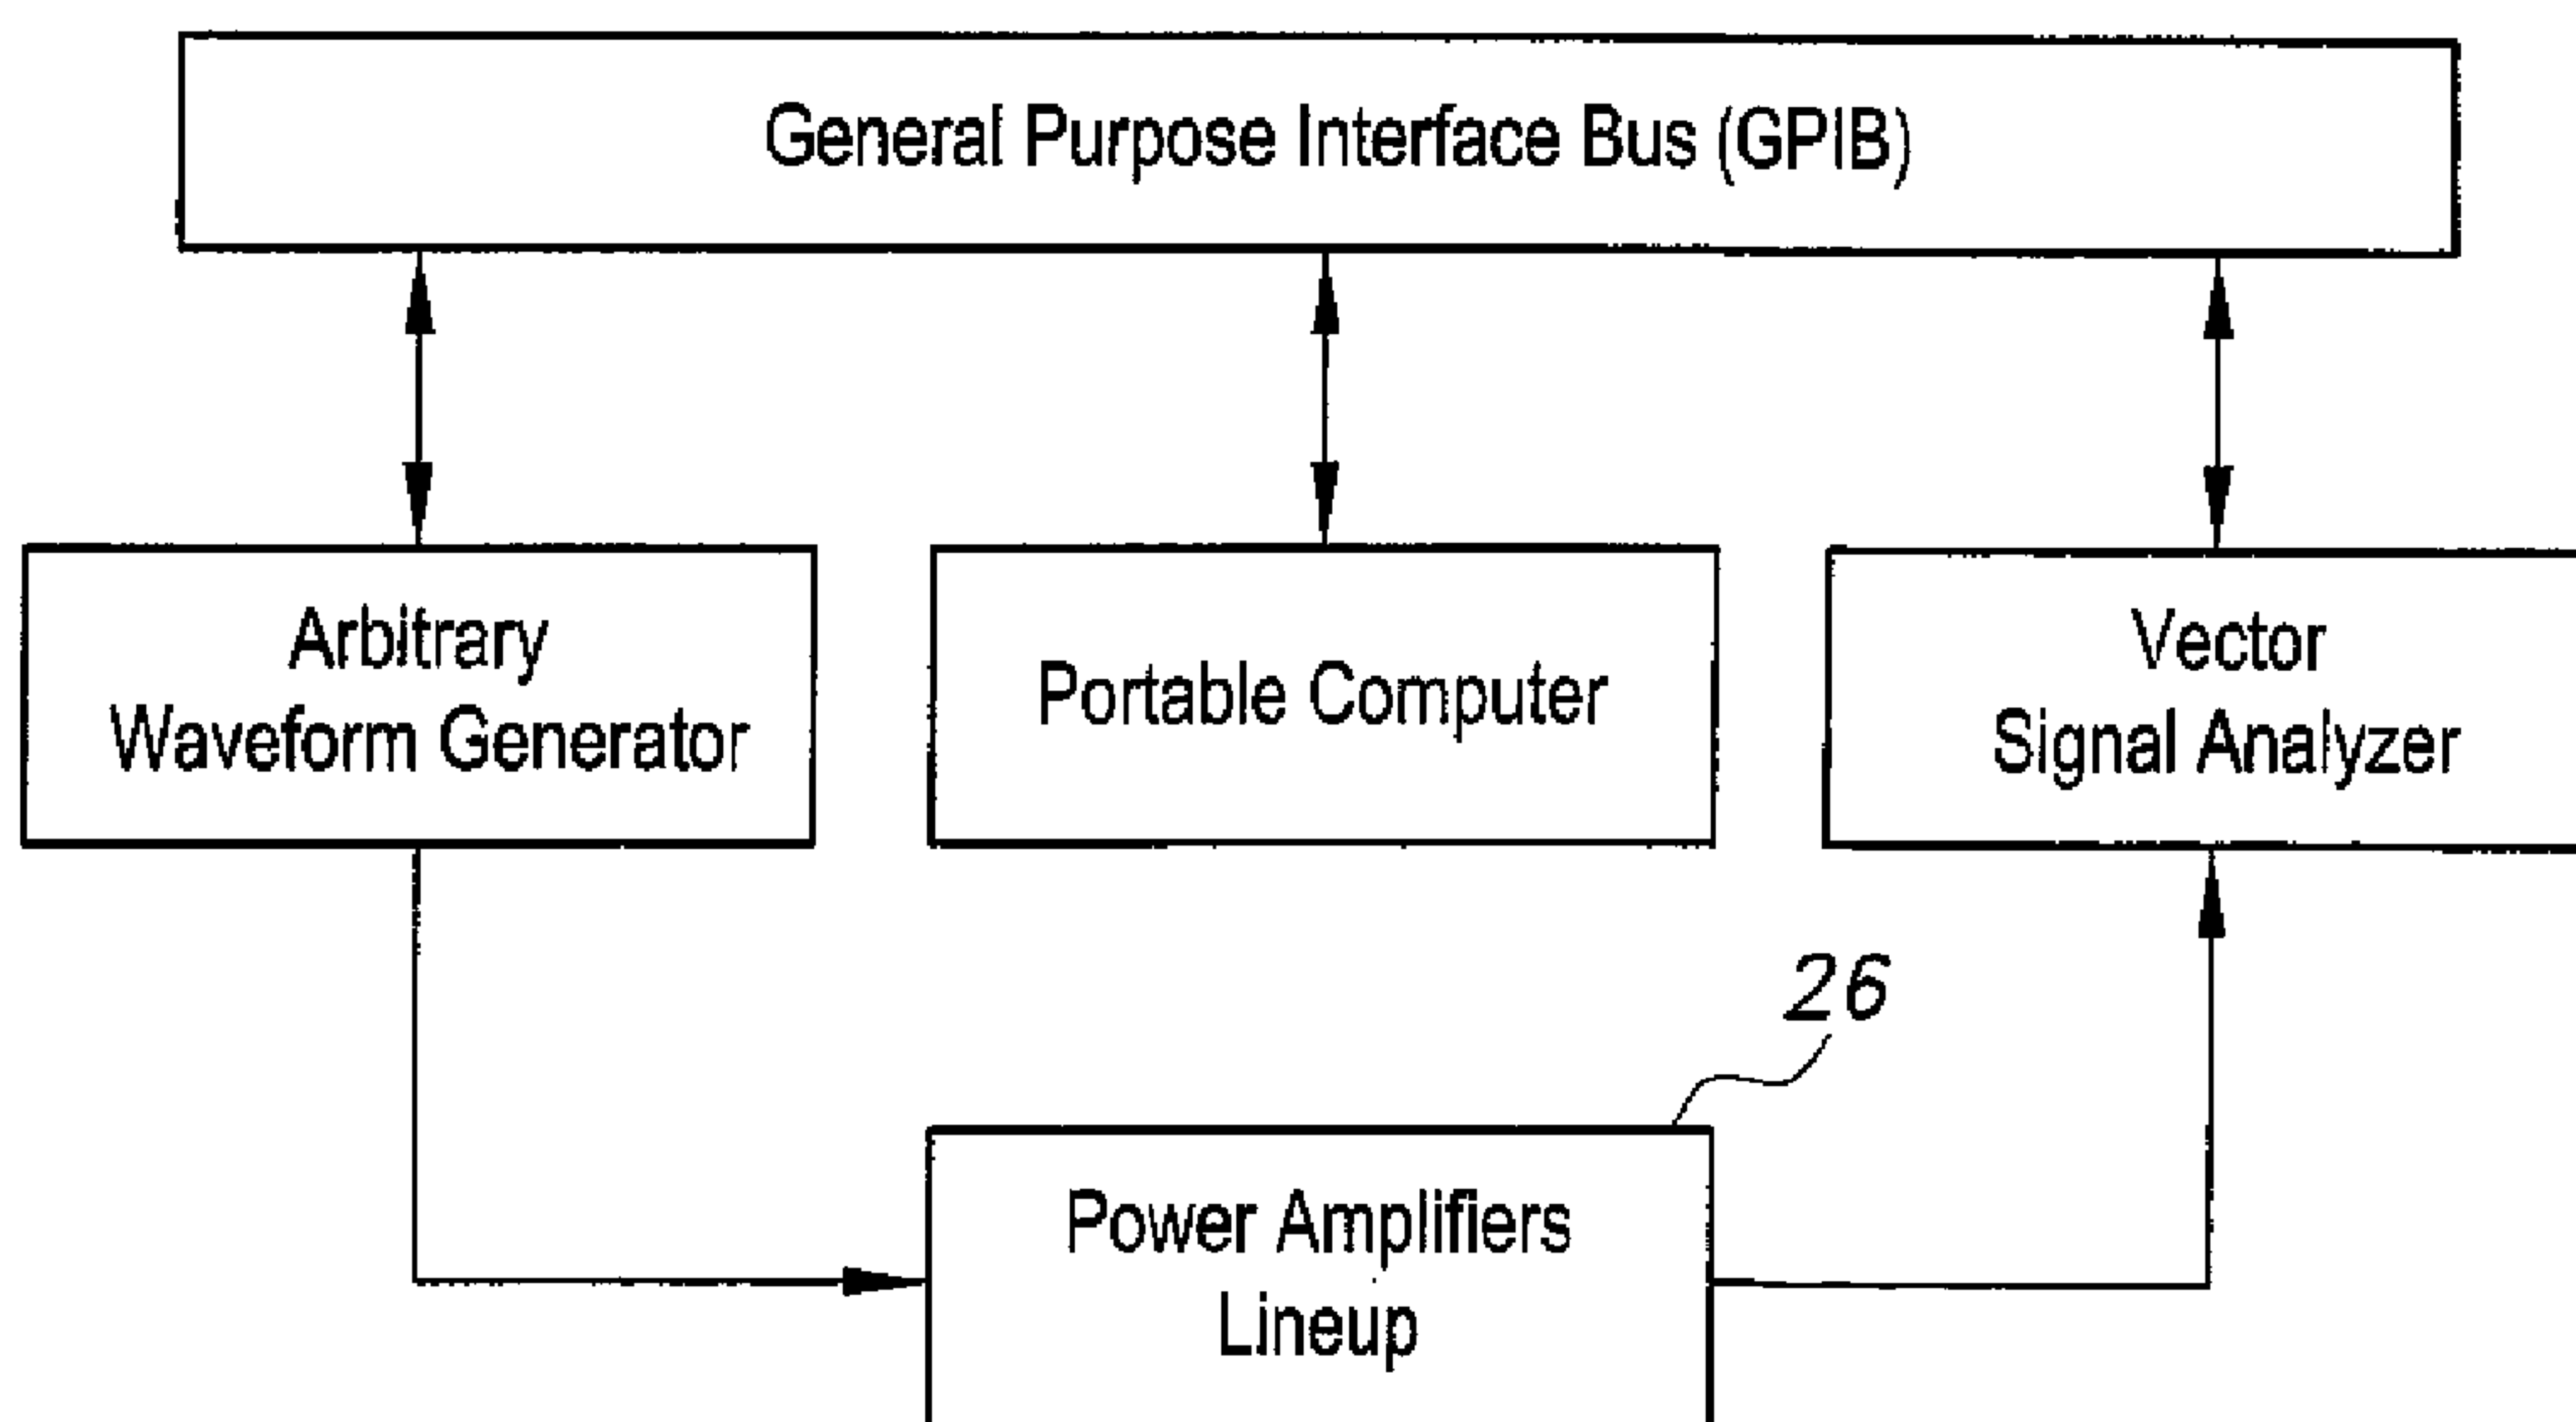 General Purpose Interface Bus (GPIB)
Arbitrary
Waveform Generator
Portable Computer
Vector
Signal Analyzer
26
Power Amplifiers
Lineup